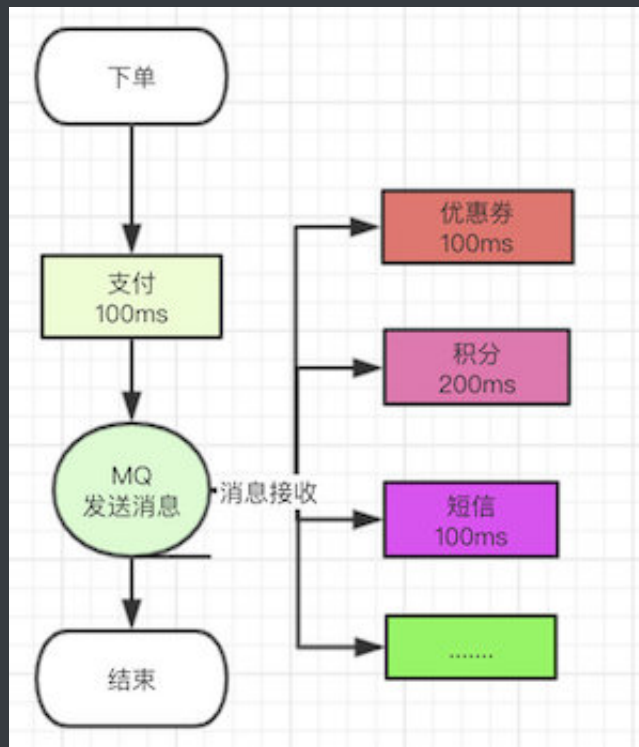 下单
支付
100ms
MQ
发送消息
消息接收
结束
优惠券
100ms
积分
200ms
短信
100ms
.......